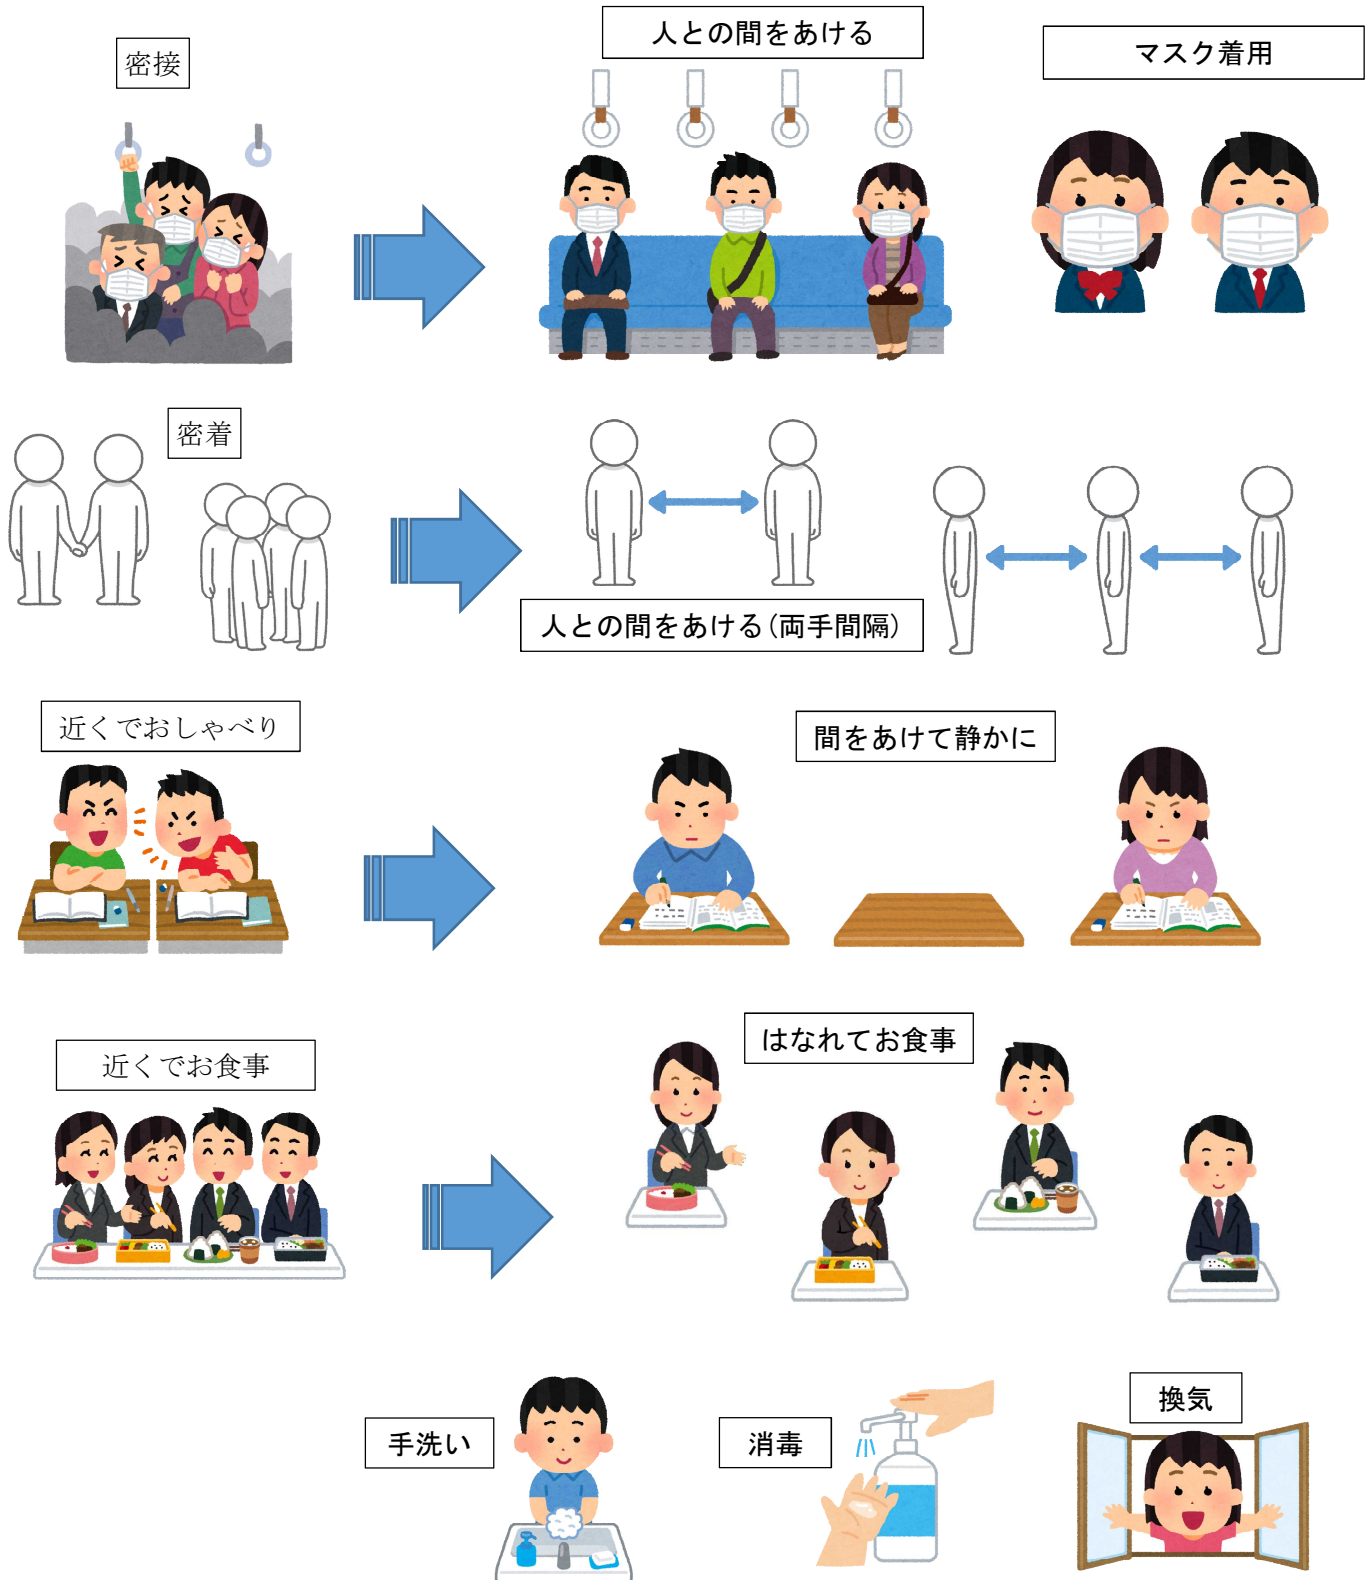 密接
人との間をあける
マスク着用
密着
人との間をあける(両手間隔)
近くでおしゃべり
間をあけて静かに
近くでお食事
はなれてお食事
手洗い
消毒
換気